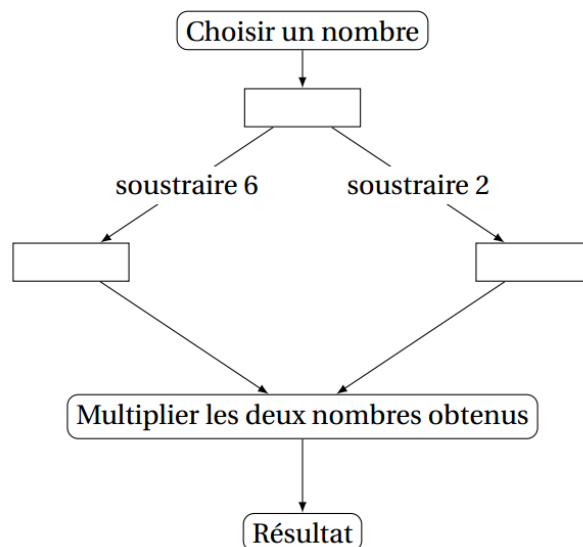 Choisir un nombre
soustraire 6
soustraire 2
Multiplier les deux nombres obtenus
Résultat